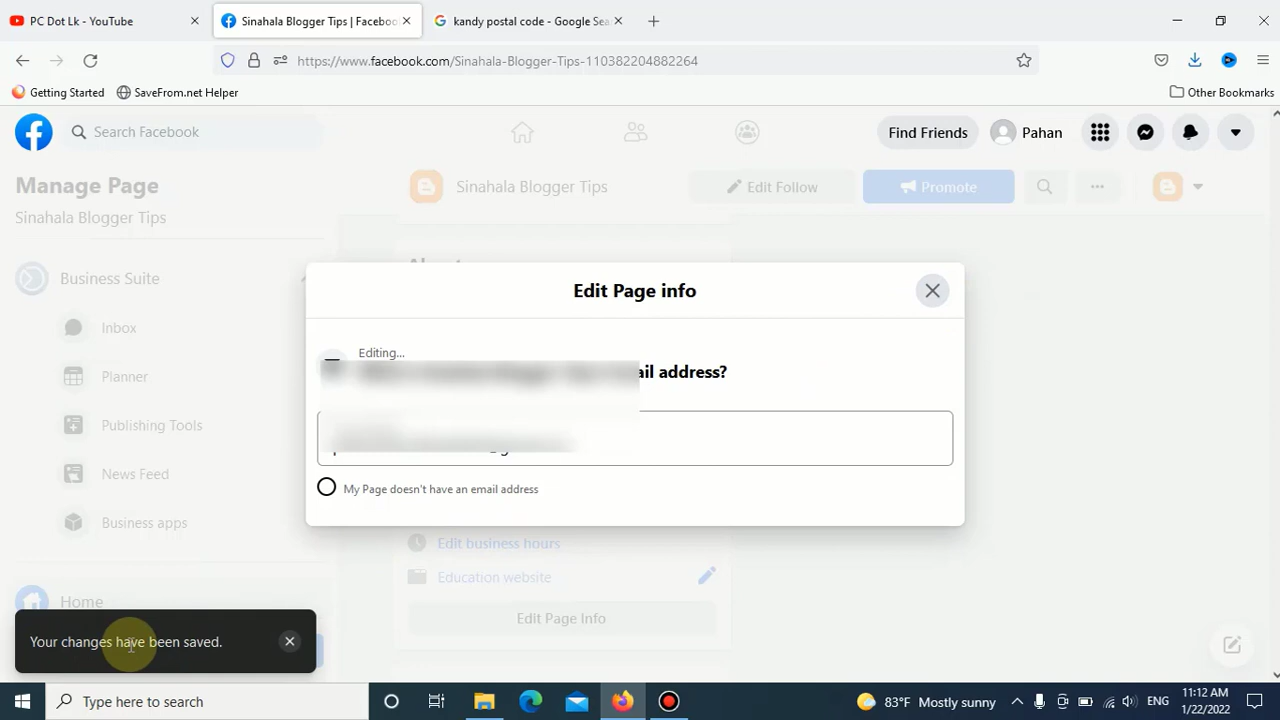 PC Dot Lk - YouTube
Sinahala Blogger Tips | Facebook
kandy postal code - Google Sea
https://www.facebook.com/Sinahala-Blogger-Tips-110382204882264
Getting Started
SaveFrom.net Helper
Other Bookmarks
Search Facebook
Find Friends
Pahan
Manage Page
Sinahala Blogger Tips
Sinahala Blogger Tips
Edit Follow
Promote
Business Suite
Inbox
Planner
Publishing Tools
News Feed
Business apps
Home
Edit Page info
Editing...
ail address?
My Page doesn't have an email address
Edit business hours
Education website
Edit Page Info
Your changes have been saved.
Type here to search
83°F Mostly sunny
ENG
11:12 AM
1/22/2022